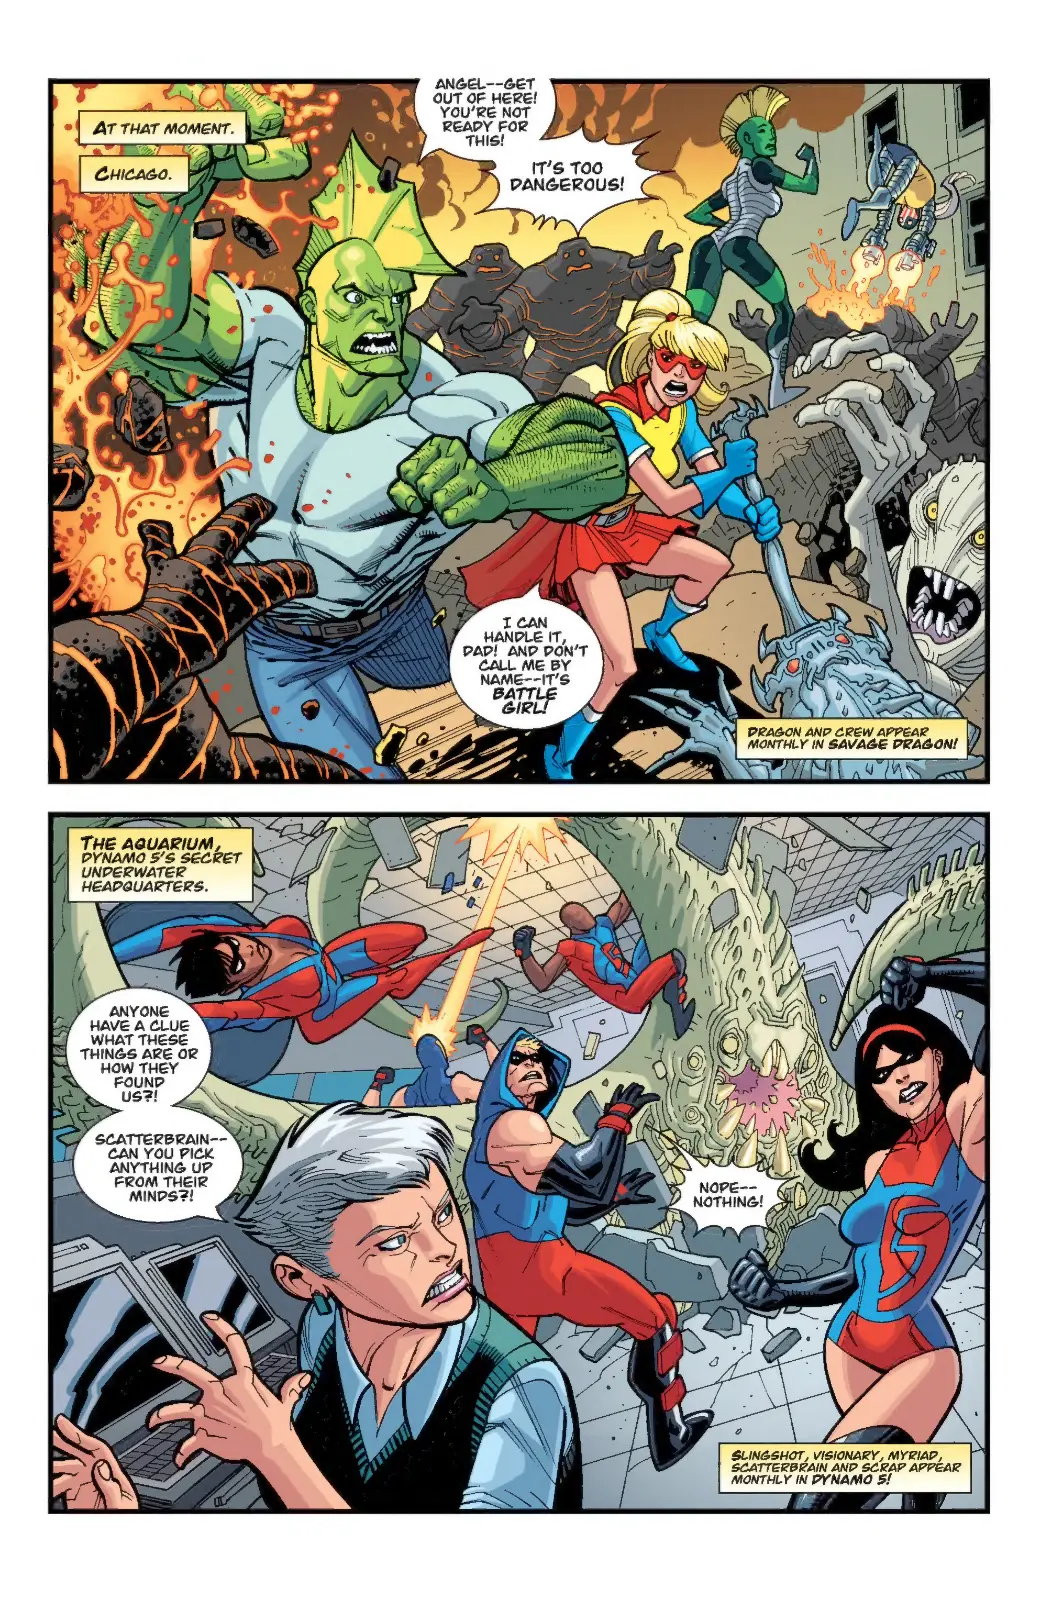 AT THAT MOMENT.
CHICAGO.
ANGEL--GET
OUT OF HERE!
YOU'RE NOT
READY FOR
THIS!
IT'S TOO
DANGEROUS!
I CAN
HANDLE IT,
DAD! AND DON'T
CALL ME BY
NAME--IT'S
BATTLE
GIRL!
DRAGON AND CREW APPEAR
MONTHLY IN SAVAGE DRAGON!
THE AQUARIUM,
DYNAMO 5'S SECRET
UNDERWATER
HEADQUARTERS.
ANYONE
HAVE A CLUE
WHAT THESE
THINGS ARE OR
HOW THEY
FOUND
US?!
SCATTERBRAIN--
CAN YOU PICK
ANYTHING UP
FROM THEIR
MINDS?!
NOPE--
NOTHING!
5
SLINGSHOT, VISIONARY, MYRIAD,
SCATTERBRAIN AND SCRAP APPEAR
MONTHLY IN DYNAMO 5!